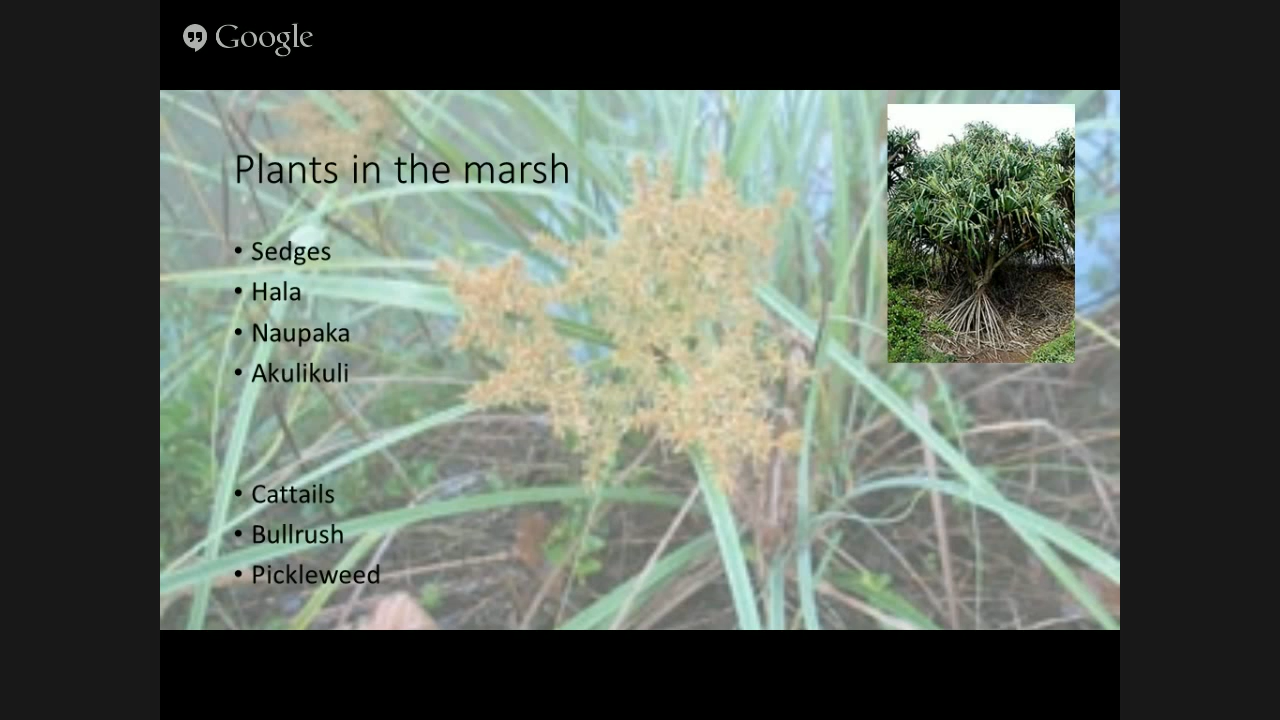 Google
Plants in the marsh
• Sedges
• Hala
• Naupaka
• Akulikuli
• Cattails
• Bullrush
• Pickleweed